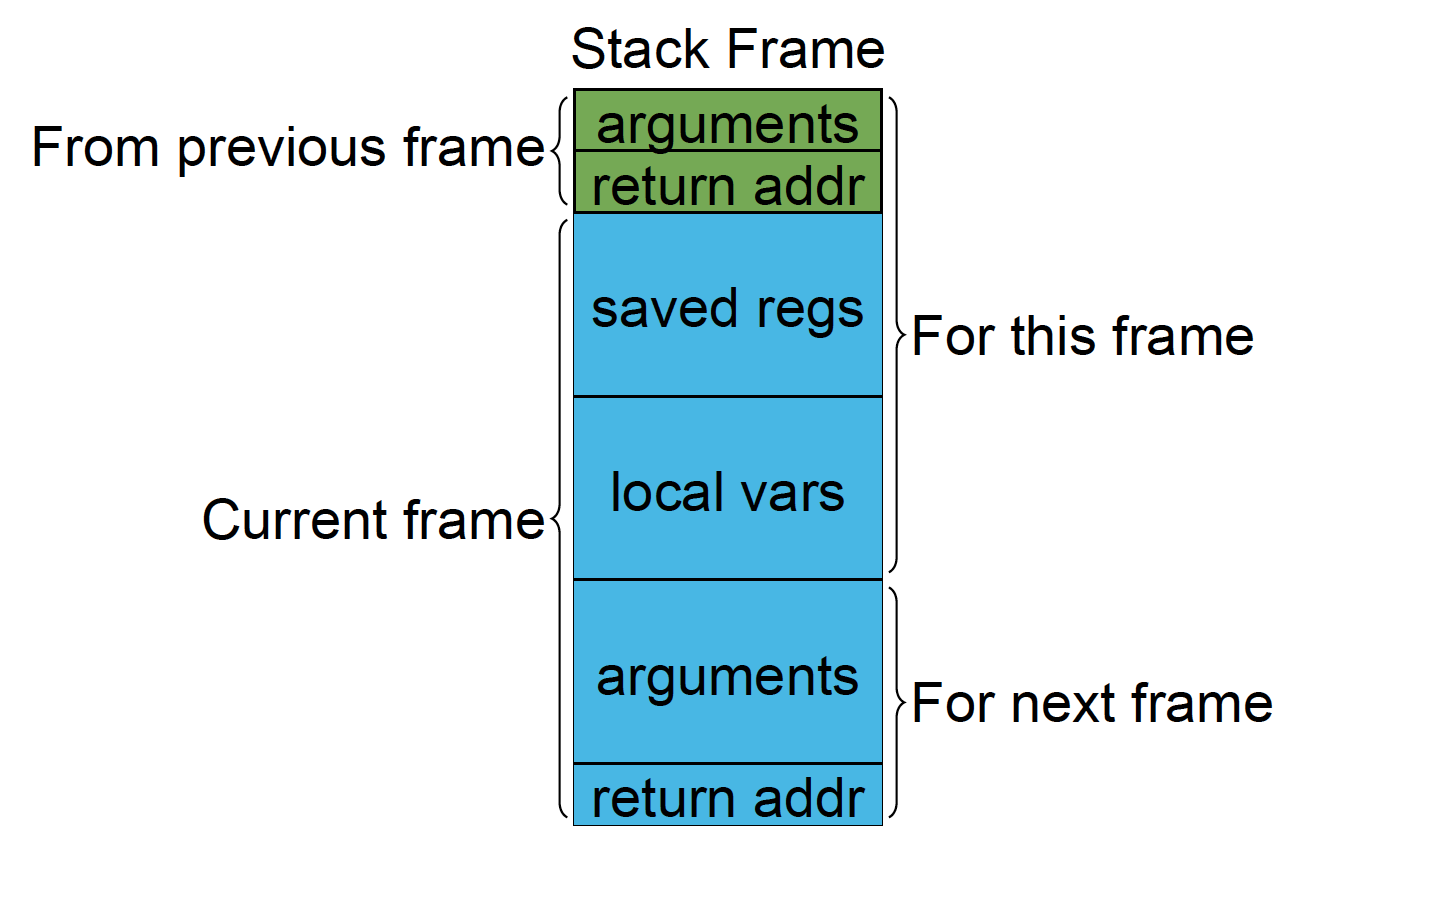 Stack Frame
From previous frame
arguments
return addr
saved regs
For this frame
local vars
Current frame
arguments
For next frame
return addr